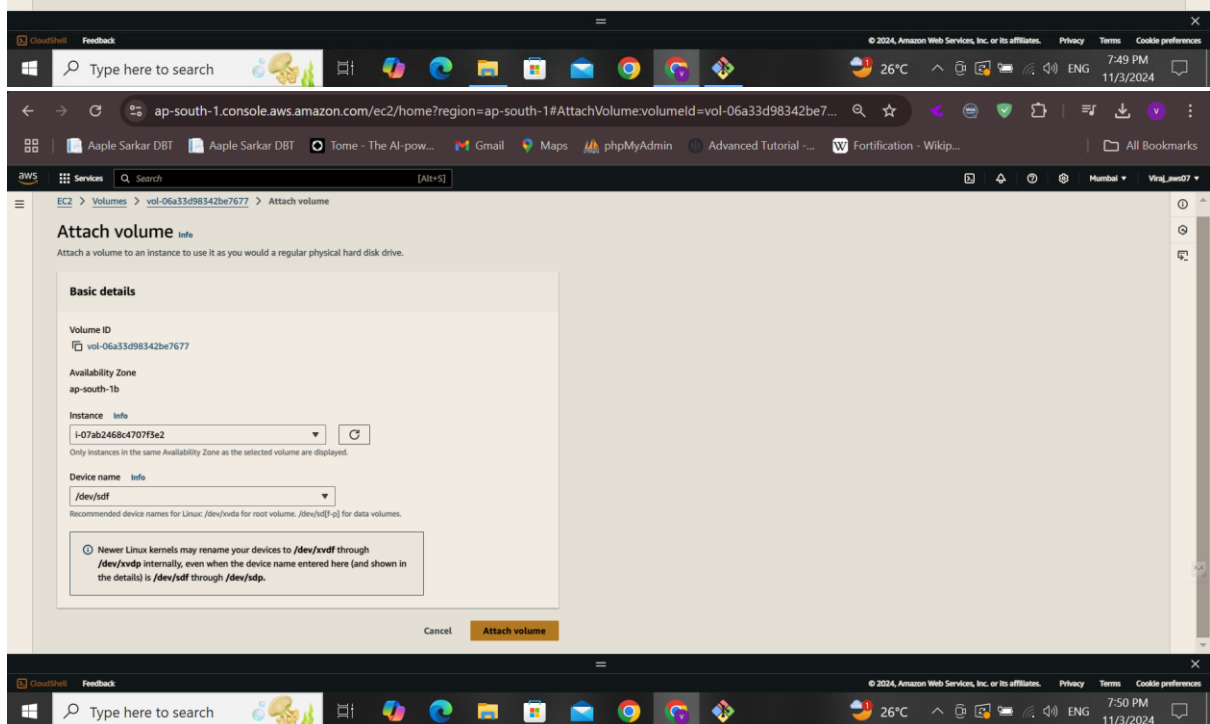 CloudShell Feedback © 2024, Amazon Web Services, Inc. or its affiliates. Privacy Terms Cookie preferences
Type here to search 26°C ENG 7:49 PM
11/3/2024
ap-south-1.console.aws.amazon.com/ec2/home?region=ap-south-1#AttachVolume:volumeId=vol-06a33d98342be7...
Aaple Sarkar DBT Aaple Sarkar DBT Tome - The AI-pow... Gmail Maps phpMyAdmin Advanced Tutorial -... Fortification - Wikip... All Bookmarks
aws Services Search [Alt+S] Mumbai Viraj_aws07
EC2 > Volumes > vol-06a33d98342be7677 > Attach volume
Attach volume Info
Attach a volume to an instance to use it as you would a regular physical hard disk drive.
Basic details
Volume ID
vol-06a33d98342be7677
Availability Zone
ap-south-1b
Instance Info
i-07ab2468c4707f3e2
Only instances in the same Availability Zone as the selected volume are displayed.
Device name Info
/dev/sdf
Recommended device names for Linux: /dev/xvda for root volume. /dev/sd[f-p] for data volumes.
Newer Linux kernels may rename your devices to /dev/xvdf through
/dev/xvdp internally, even when the device name entered here (and shown in
the details) is /dev/sdf through /dev/sdp.
Cancel Attach volume
CloudShell Feedback © 2024, Amazon Web Services, Inc. or its affiliates. Privacy Terms Cookie preferences
Type here to search 26°C ENG 7:50 PM
11/3/2024